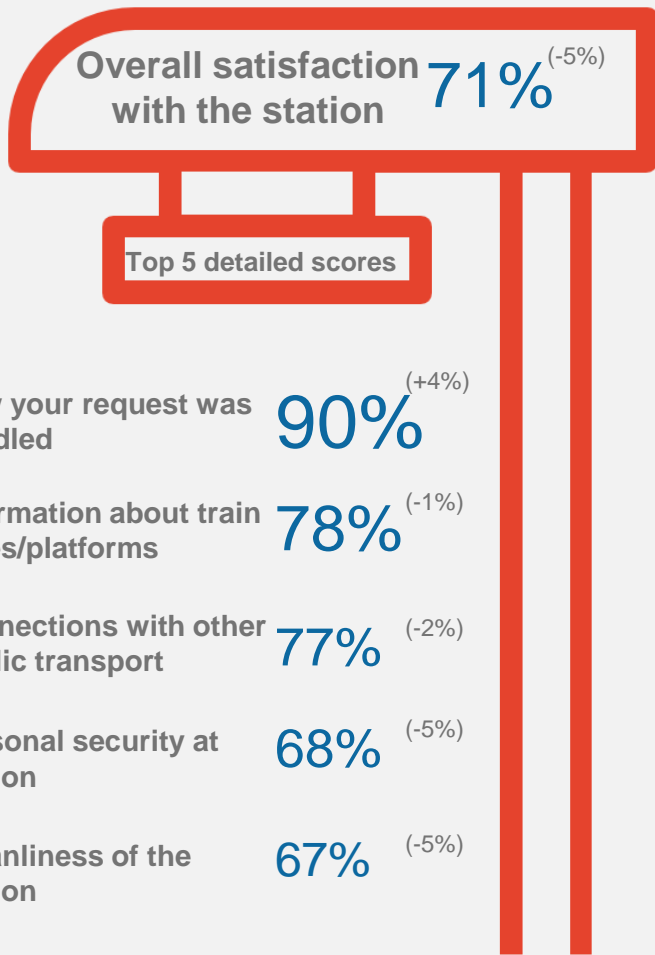 Overall satisfaction 71% (-5%)
with the station
Top 5 detailed scores
your request was 90% (+4%)
dled
rmation about train 78% (-1%)
s/platforms
nections with other 77% (-2%)
lic transport
sonal security at 68% (-5%)
on
anliness of the 67% (-5%)
on